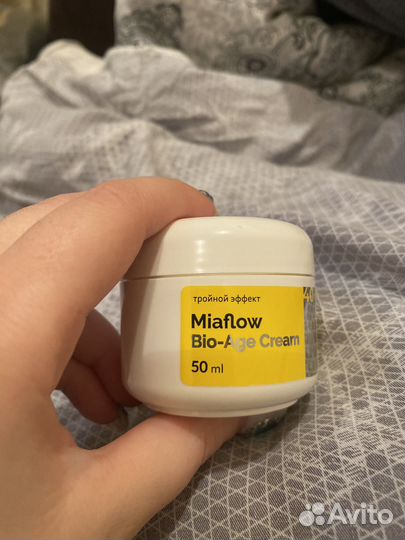 тройной эффект
Miaflow
Bio-Age Cream
50 ml
Avito